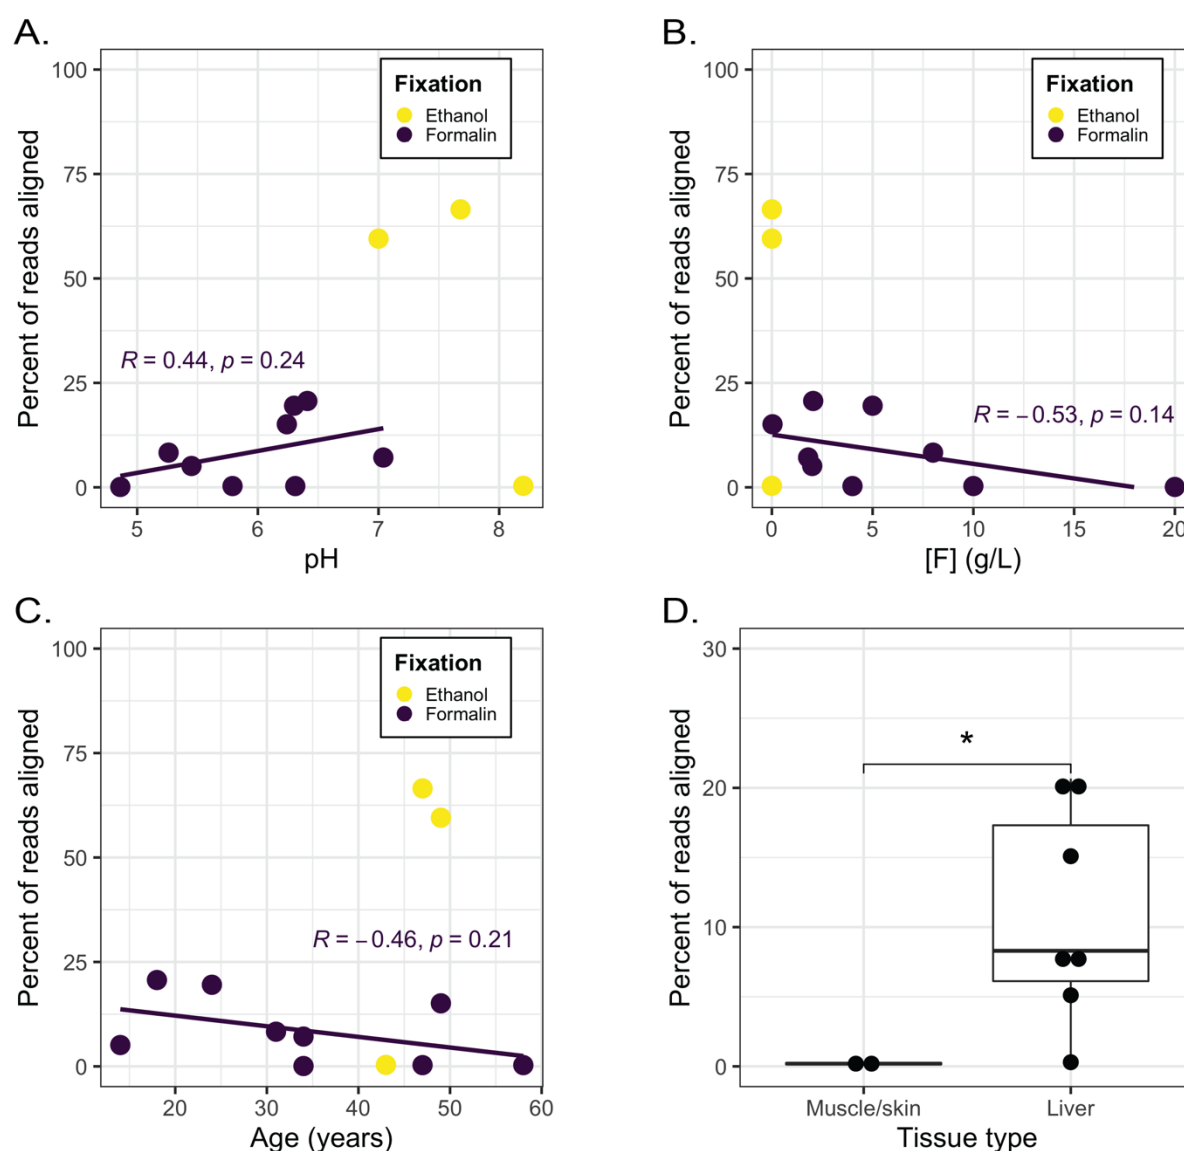 A.
Percent of reads aligned
100
75
50
25
0
Fixation
Ethanol
Formalin
R = 0.44, p = 0.24
5 6 7 8
pH
B.
Percent of reads aligned
100
75
50
25
0
Fixation
Ethanol
Formalin
R = −0.53, p = 0.14
0 5 10 15 20
[F] (g/L)
C.
Percent of reads aligned
100
75
50
25
0
Fixation
Ethanol
Formalin
R = −0.46, p = 0.21
20 30 40 50 60
Age (years)
D.
Percent of reads aligned
30
20
10
0
*
Muscle/skin Liver
Tissue type